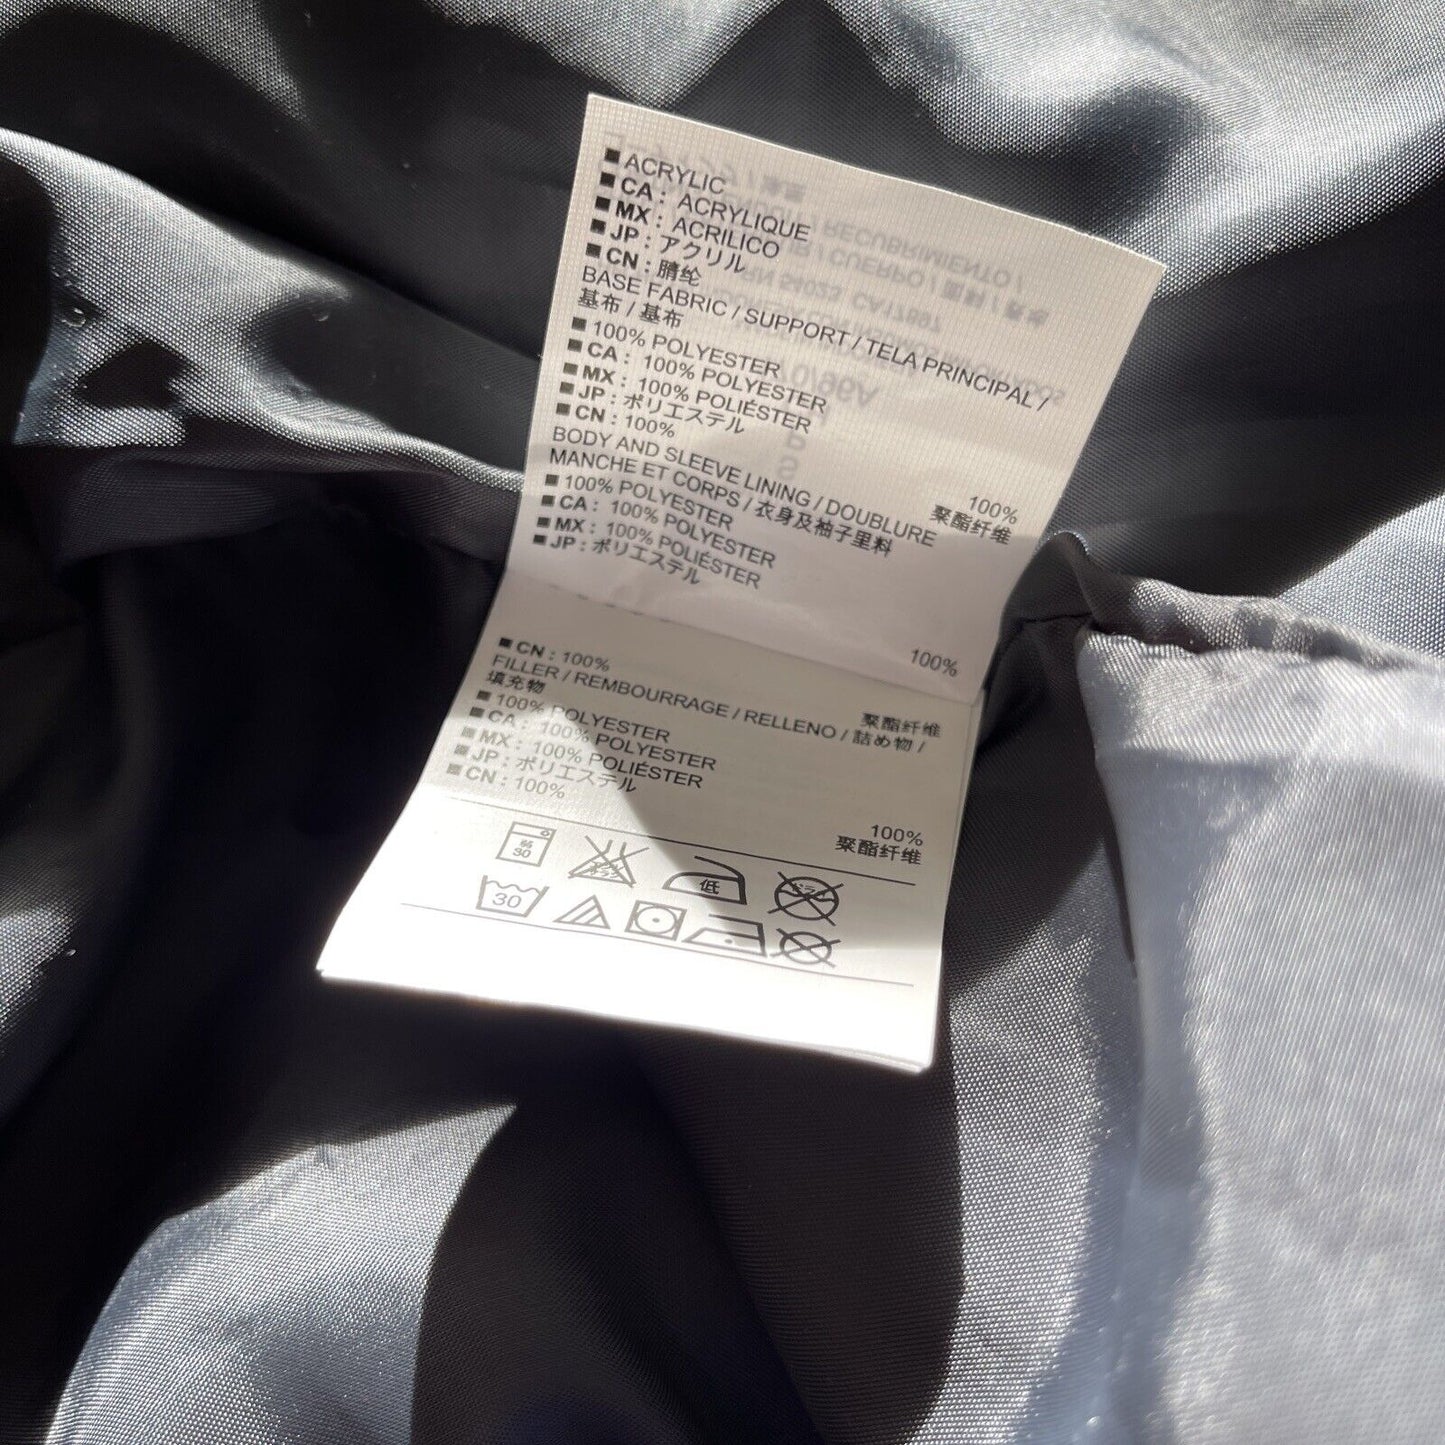 ■ ACRYLIC
■ CA : ACRYLIQUE
■ MX : ACRILICO
■ JP : アクリル
■ CN : 腈纶
BASE FABRIC / SUPPORT / TELA PRINCIPAL /
基布 / 基布
■ 100% POLYESTER
■ CA : 100% POLYESTER
■ MX : 100% POLIÉSTER
■ JP : ポリエステル 100%
■ CN : 100% 聚酯纤维
BODY AND SLEEVE LINING / DOUBLURE
MANCHE ET CORPS / 衣身及袖子里料
■ 100% POLYESTER
■ CA : 100% POLYESTER
■ MX : 100% POLIÉSTER
■ JP : ポリエステル 100%
■ CN : 100% 聚酯纤维
FILLER / REMBOURRAGE / RELLENO / 詰め物 /
填充物
■ 100% POLYESTER
■ CA : 100% POLYESTER
■ MX : 100% POLIÉSTER
■ JP : ポリエステル 100%
■ CN : 100% 聚酯纤维
30 低 ドライ
30